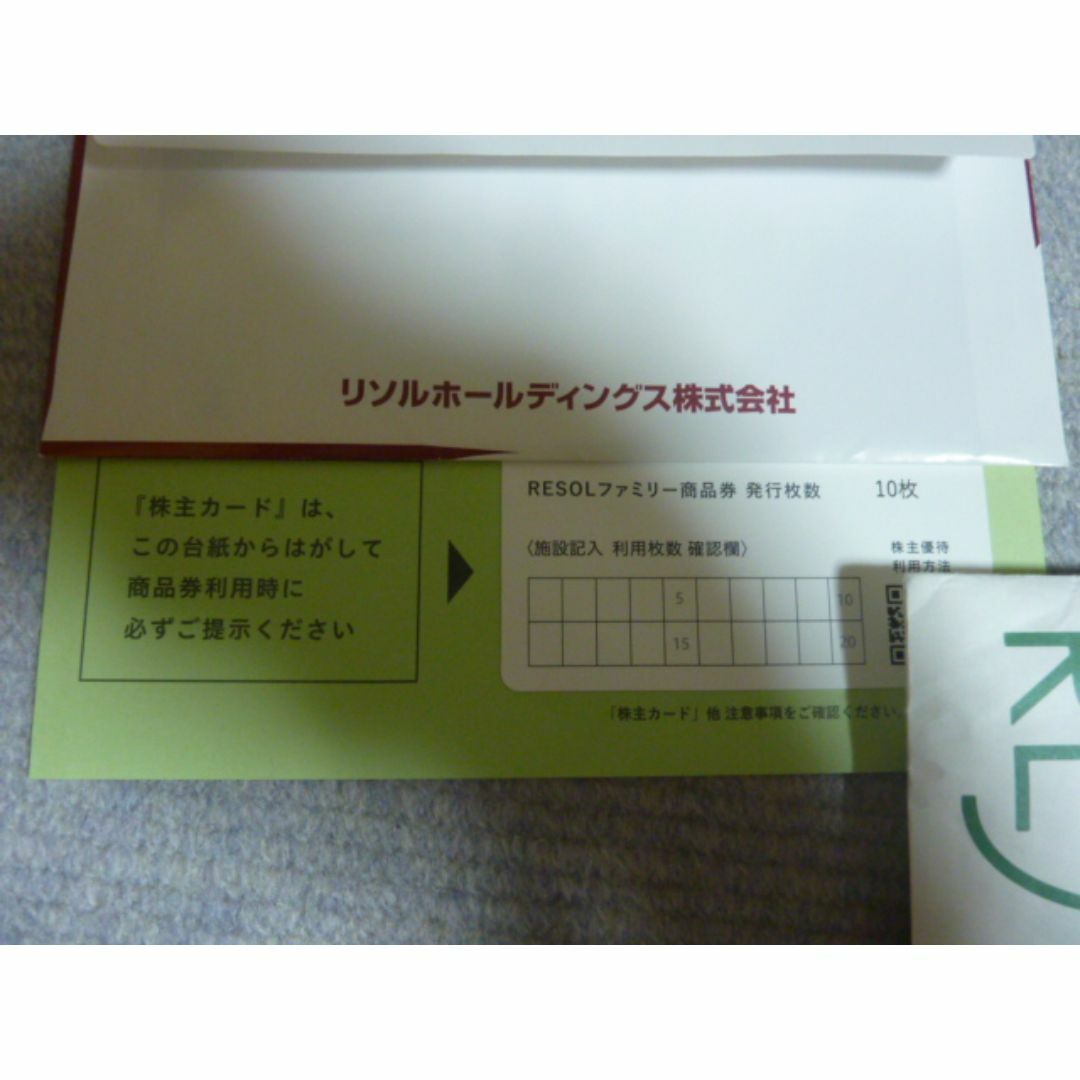 リソルホールディングス株式会社
『株主カード』は、
この台紙からはがして
商品券利用時に
必ずご提示ください
RESOLファミリー商品券 発行枚数 10枚
〈施設記入 利用枚数 確認欄〉
株主優待
利用方法
5 10
15 20
「株主カード」他 注意事項をご確認ください。
RL